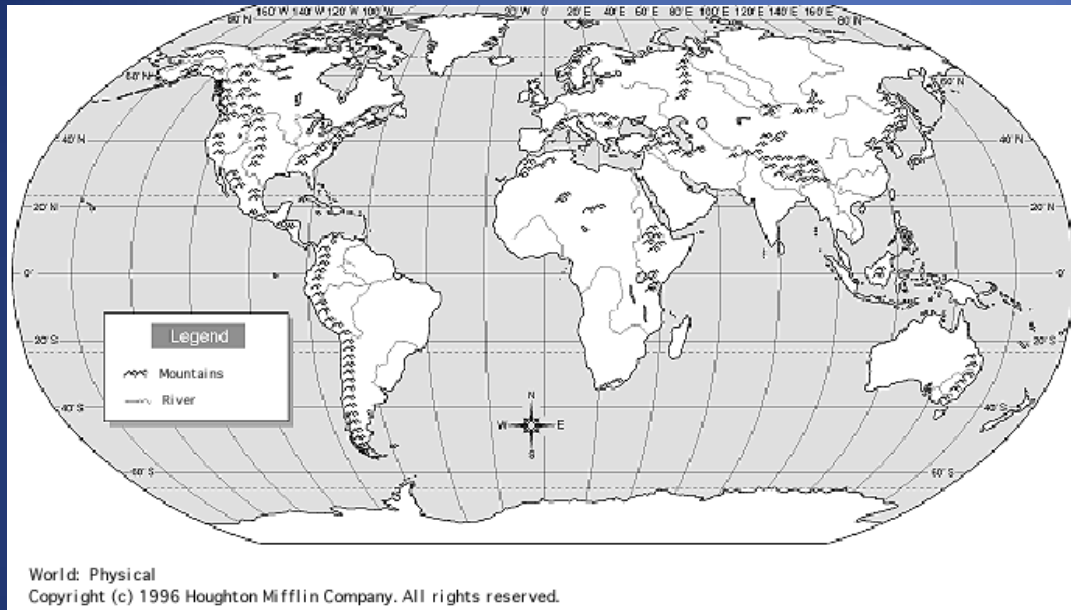 160°W 140°W 120°W 100°W 20°W 0° 20°E 40°E 60°E 80°E 100°E 120°E 140°E 160°E
80°N 80°N
60°N 60°N
40°N 40°N
20°N 20°N
0° 0°
Legend
20°S 20°S
Mountains
River
N
40°S 40°S
W E
S
60°S 60°S
World: Physical
Copyright (c) 1996 Houghton Mifflin Company. All rights reserved.